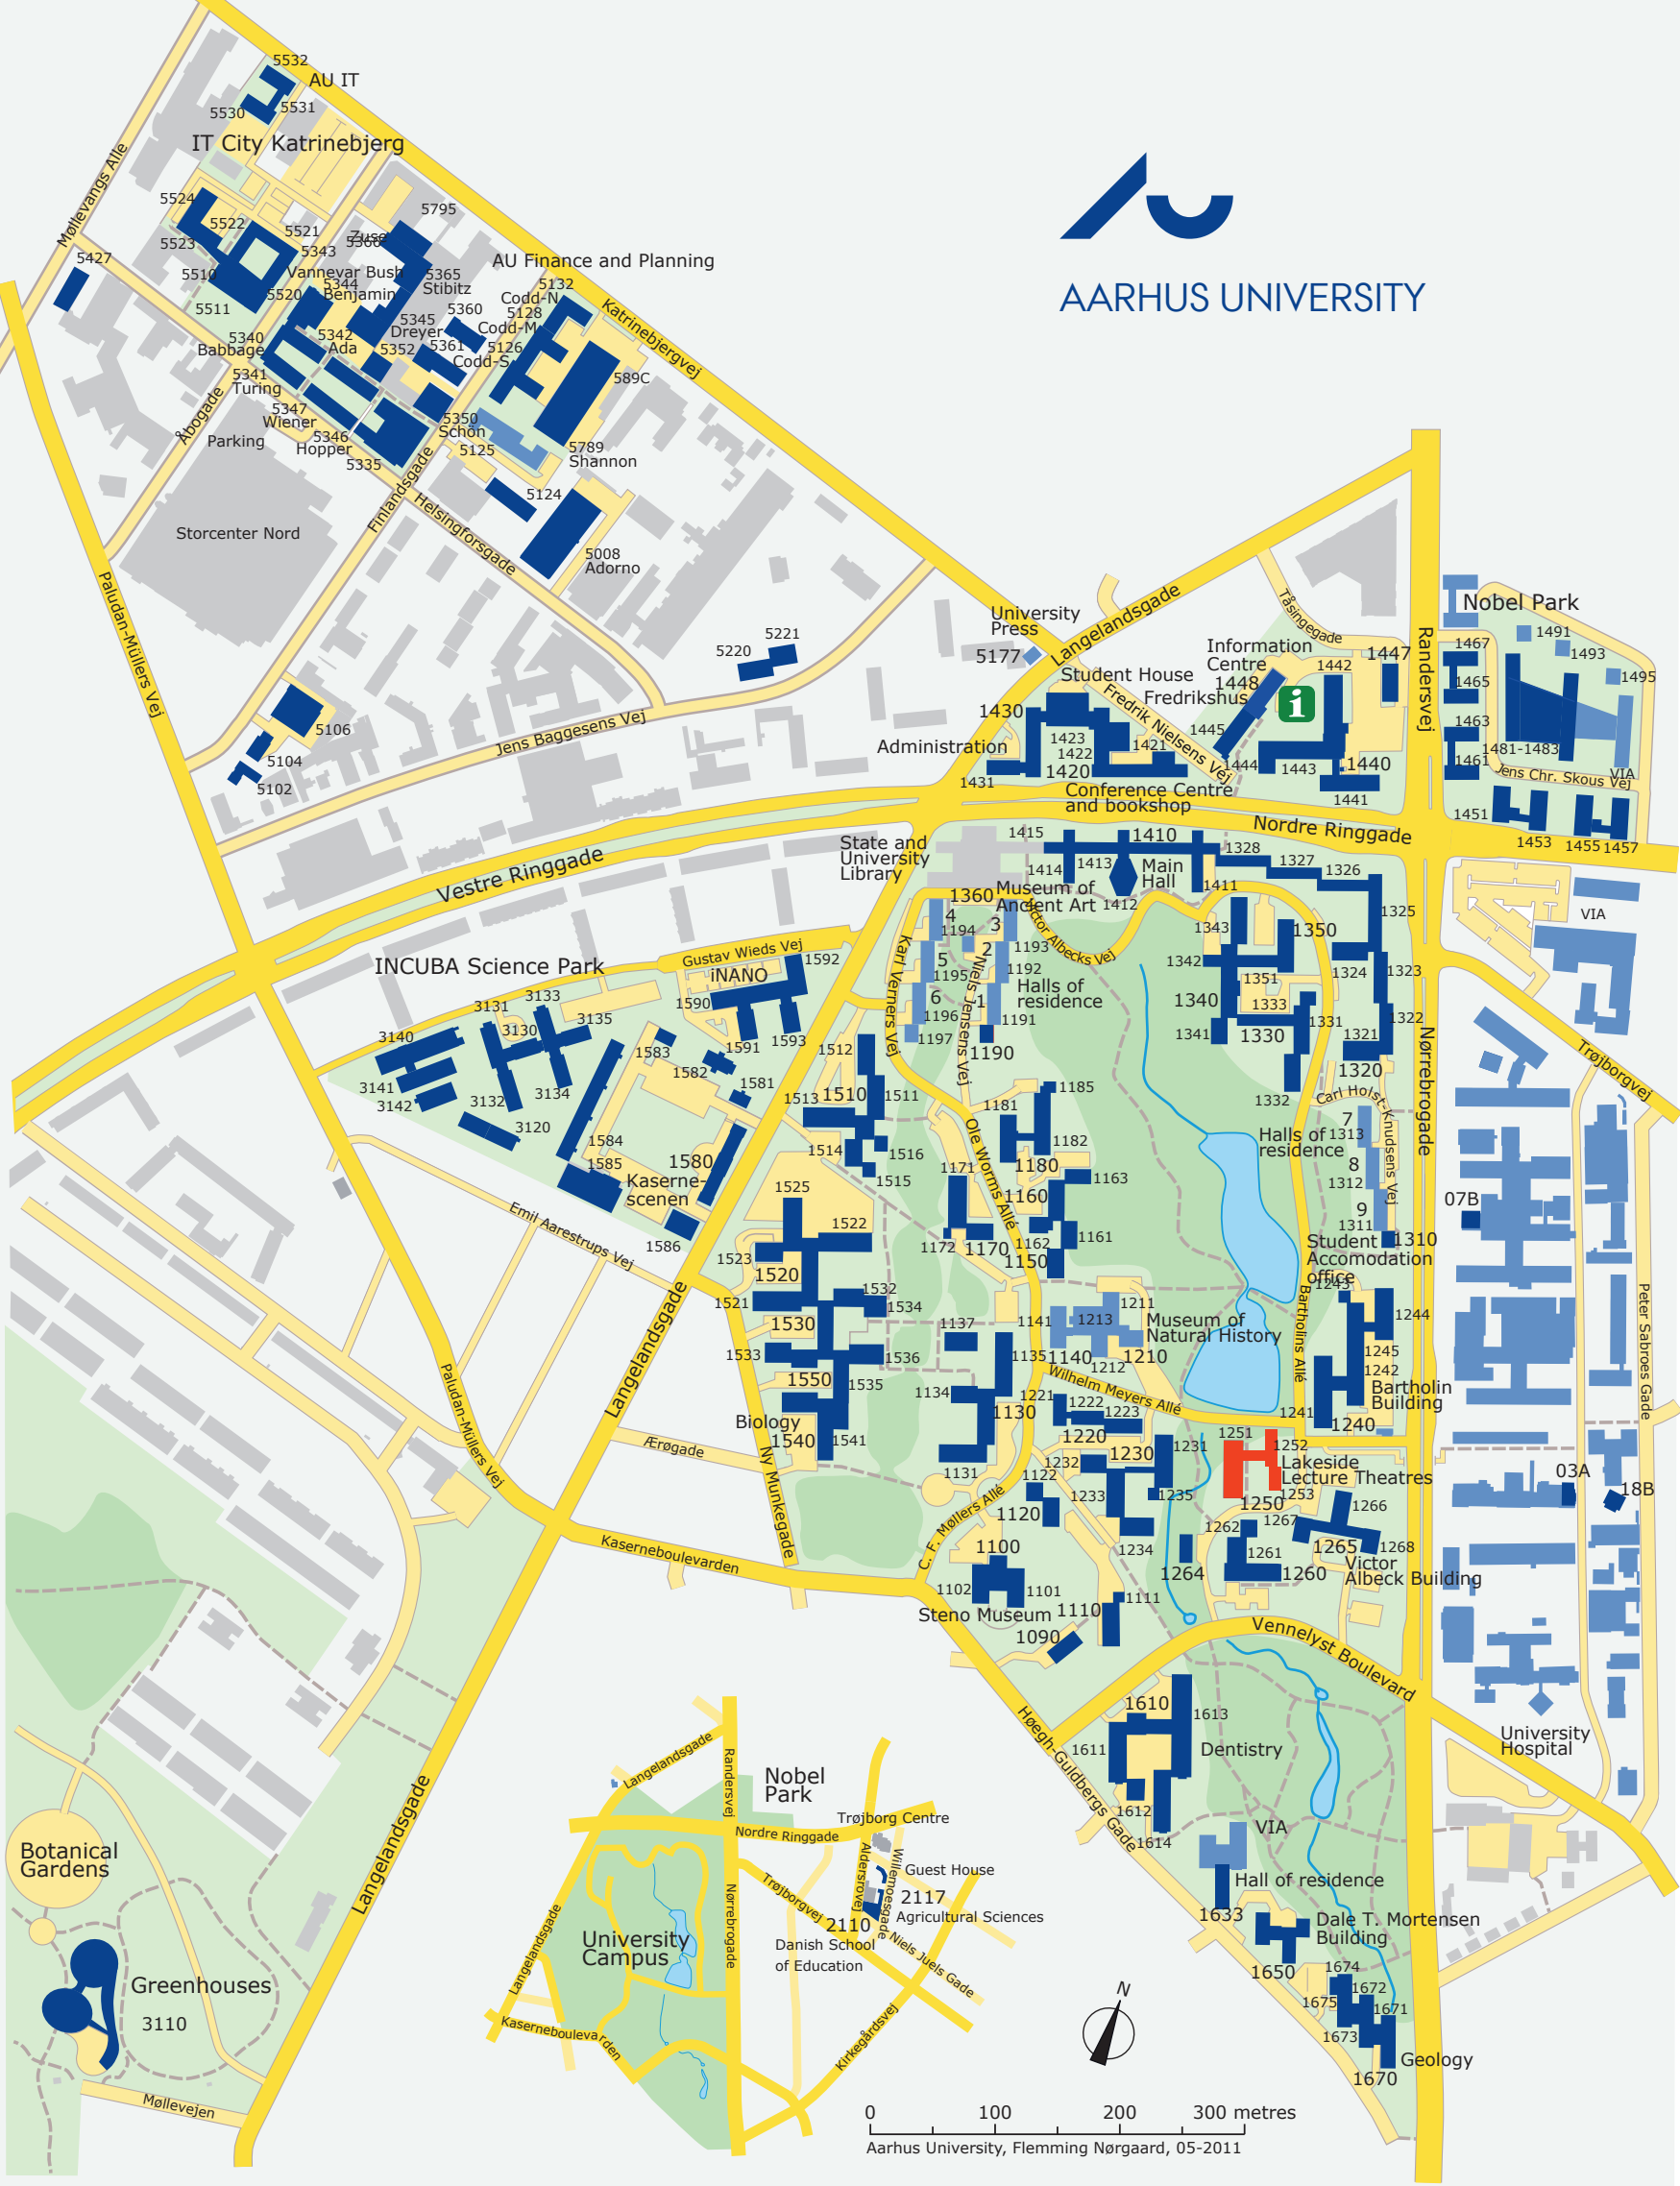 5532
AU IT
5530
5531
IT City Katrinebjerg
Møllevangs Alle
5524
5795
5522
5521
Zuse
5366
5523
5343
5427
AU Finance and Planning
5510
Vannevar Bush
5365
Stibitz
5344
5520
Benjamin
5132
Codd-N
5511
5360
5128
Katrinebjergvej
5345
Dreyer
Codd-M
5340
Babbage
5342
Ada
5352
5361
5126
Codd-S
5341
Turing
589C
5347
Wiener
Åbogade
Parking
5346
Hopper
5350
Schön
5335
5125
5789
Shannon
Finlandsgade
5124
Helsingforsgade
Storcenter Nord
5008
Adorno
Paludan-Müllers Vej
5221
5220
5106
5104
5102
Jens Baggesens Vej
Vestre Ringgade
AARHUS UNIVERSITY
University
Press
5177
Langelandsgade
Tåsingegade
Information
Centre
1448
Fredrikshus
1442
1447
Randersvej
Nobel Park
1467
1491
1493
1465
1495
1463
1481-1483
1461
Jens Chr. Skous Vej
VIA
Student House
Fredrik Nielsens Vej
1430
1423
1422
1421
1445
Administration
1420
1444
1443
1440
1431
Conference Centre
and bookshop
1441
1451
1453
1455
1457
Nordre Ringgade
State and
University
Library
1415
1410
1328
1327
1414
1413
Main
Hall
1326
1360
Museum of
Ancient Art
1412
1411
1325
VIA
Victor Albecks Vej
4
1194
3
1193
1343
1350
2
5
1195
1192
1342
1351
1324
1323
Halls of
residence
6
1196
1
1191
1340
1333
1322
1197
1190
1341
1330
1331
1321
1320
Karl Verners Vej
Niels Jensens Vej
Nørrebrogade
Trøjborgvej
Gustav Wieds Vej
INCUBA Science Park
iNANO
1592
1590
3133
3131
3130
3135
3140
1591
1593
1583
1512
3141
1582
3142
3132
3134
1581
1513
1510
1511
3120
1584
1514
1516
1585
1580
1515
Kaserne-
scenen
Emil Aarestrups Vej
1586
1525
1522
1523
1520
1521
1532
1534
1530
1533
1536
1550
1535
Biology
1540
1541
Ny Munkegade
Ærøgade
Langelandsgade
Paludan-Müllers Vej
Kaserneboulevarden
1181
1185
1182
1180
Ole Worms Allé
1171
1163
1160
1172
1170
1162
1161
1150
1332
Carl Holst-Knudsens Vej
7
1313
Halls of
residence
8
1312
9
1311
1310
Student
Accomodation
office
07B
1243
1244
Bartholins Allé
1245
1242
Bartholin
Building
1241
1240
Peter Sabroes Gade
1137
1141
1213
1211
Museum of
Natural History
1135
1140
1212
1210
Wilhelm Meyers Allé
1134
1130
1221
1222
1223
1220
1230
1231
1131
1232
1122
1233
1235
1120
1234
C. F. Møllers Allé
1251
1252
Lakeside
Lecture Theatres
1253
1250
1266
1267
1262
1261
1265
1268
Victor
Albeck Building
1264
1260
03A
18B
1100
1102
1101
Steno Museum
1110
1111
1090
Vennelyst Boulevard
Høegh-Guldbergs Gade
1610
1613
1611
Dentistry
1612
1614
University
Hospital
VIA
Hall of residence
1633
Dale T. Mortensen
Building
1650
1674
1672
1675
1671
1673
Geology
1670
Botanical
Gardens
Greenhouses
3110
Møllevejen
Langelandsgade
Langelandsgade
Randersvej
Nobel
Park
Nordre Ringgade
Trøjborg Centre
Aldersrovej
Willemoesgade
Guest House
2117
Agricultural Sciences
Trøjborgvej
2110
Danish School
of Education
Niels Juels Gade
Nørrebrogade
University
Campus
Langelandsgade
Kaserneboulevarden
Kirkegårdsvej
N
0 100 200 300 metres
Aarhus University, Flemming Nørgaard, 05-2011